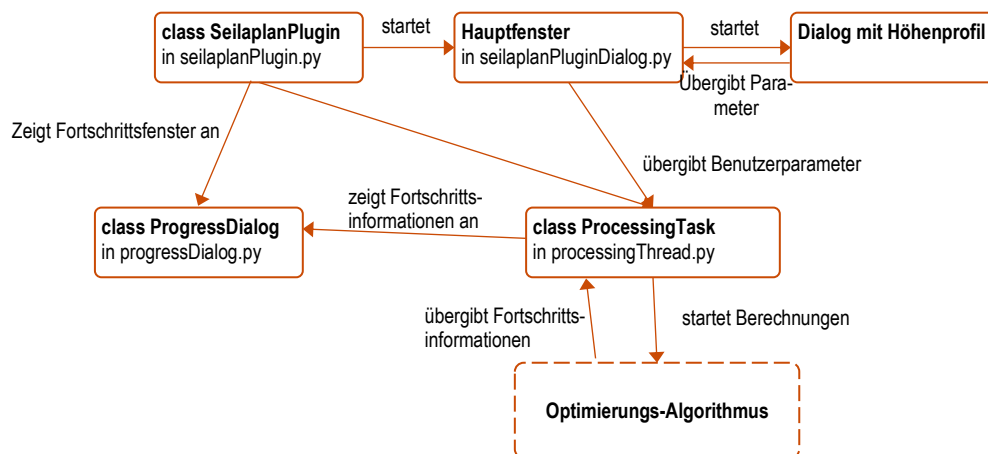 class SeilaplanPlugin
in seilaplanPlugin.py
startet
Hauptfenster
in seilaplanPluginDialog.py
startet
Dialog mit Höhenprofil
Übergibt Para-
meter
Zeigt Fortschrittsfenster an
übergibt Benutzerparameter
zeigt Fortschritts-
informationen an
class ProgressDialog
in progressDialog.py
class ProcessingTask
in processingThread.py
übergibt Fortschritts-
informationen
startet Berechnungen
Optimierungs-Algorithmus